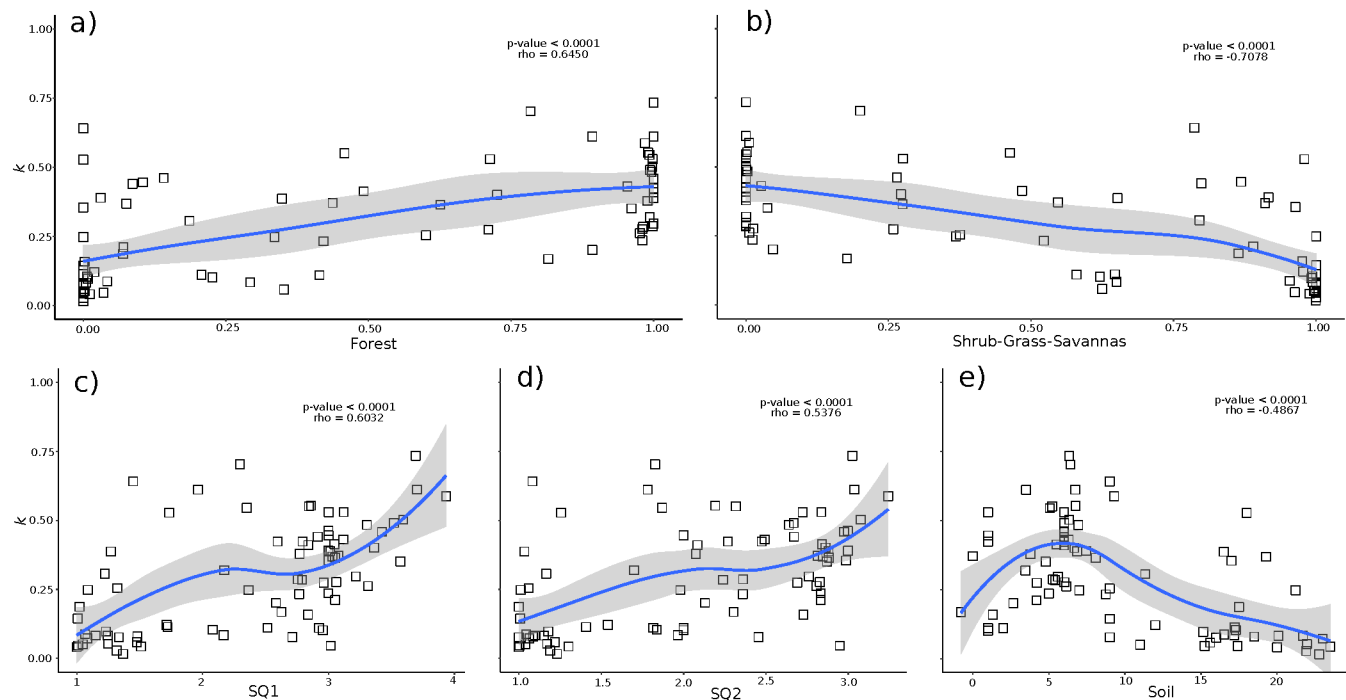 a)
p-value < 0.0001
rho = 0.6450
k
1.00
0.75
0.50
0.25
0.00
0.00 0.25 0.50 0.75 1.00
Forest
b)
p-value < 0.0001
rho = -0.7078
0.00 0.25 0.50 0.75 1.00
Shrub-Grass-Savannas
c)
p-value < 0.0001
rho = 0.6032
k
1.00
0.75
0.50
0.25
0.00
1 2 3 4
SQ1
d)
p-value < 0.0001
rho = 0.5376
1.0 1.5 2.0 2.5 3.0
SQ2
e)
p-value < 0.0001
rho = -0.4867
0 5 10 15 20
Soil